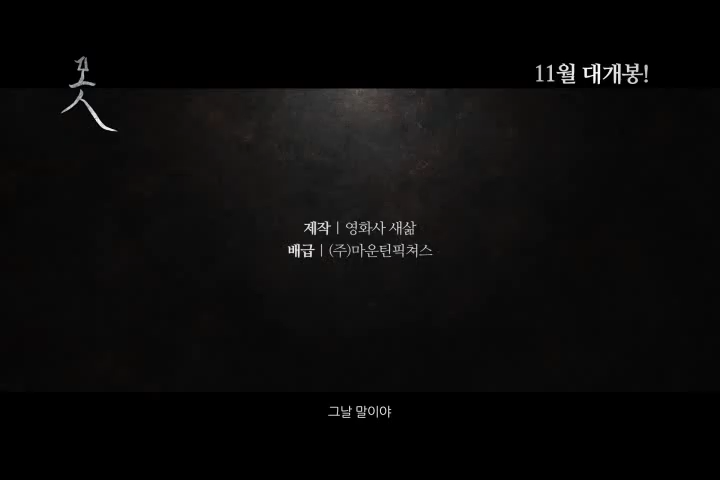 못
11월 대개봉!
제작 | 영화사 새삶
배급 | (주)마운틴픽쳐스
그날 말이야